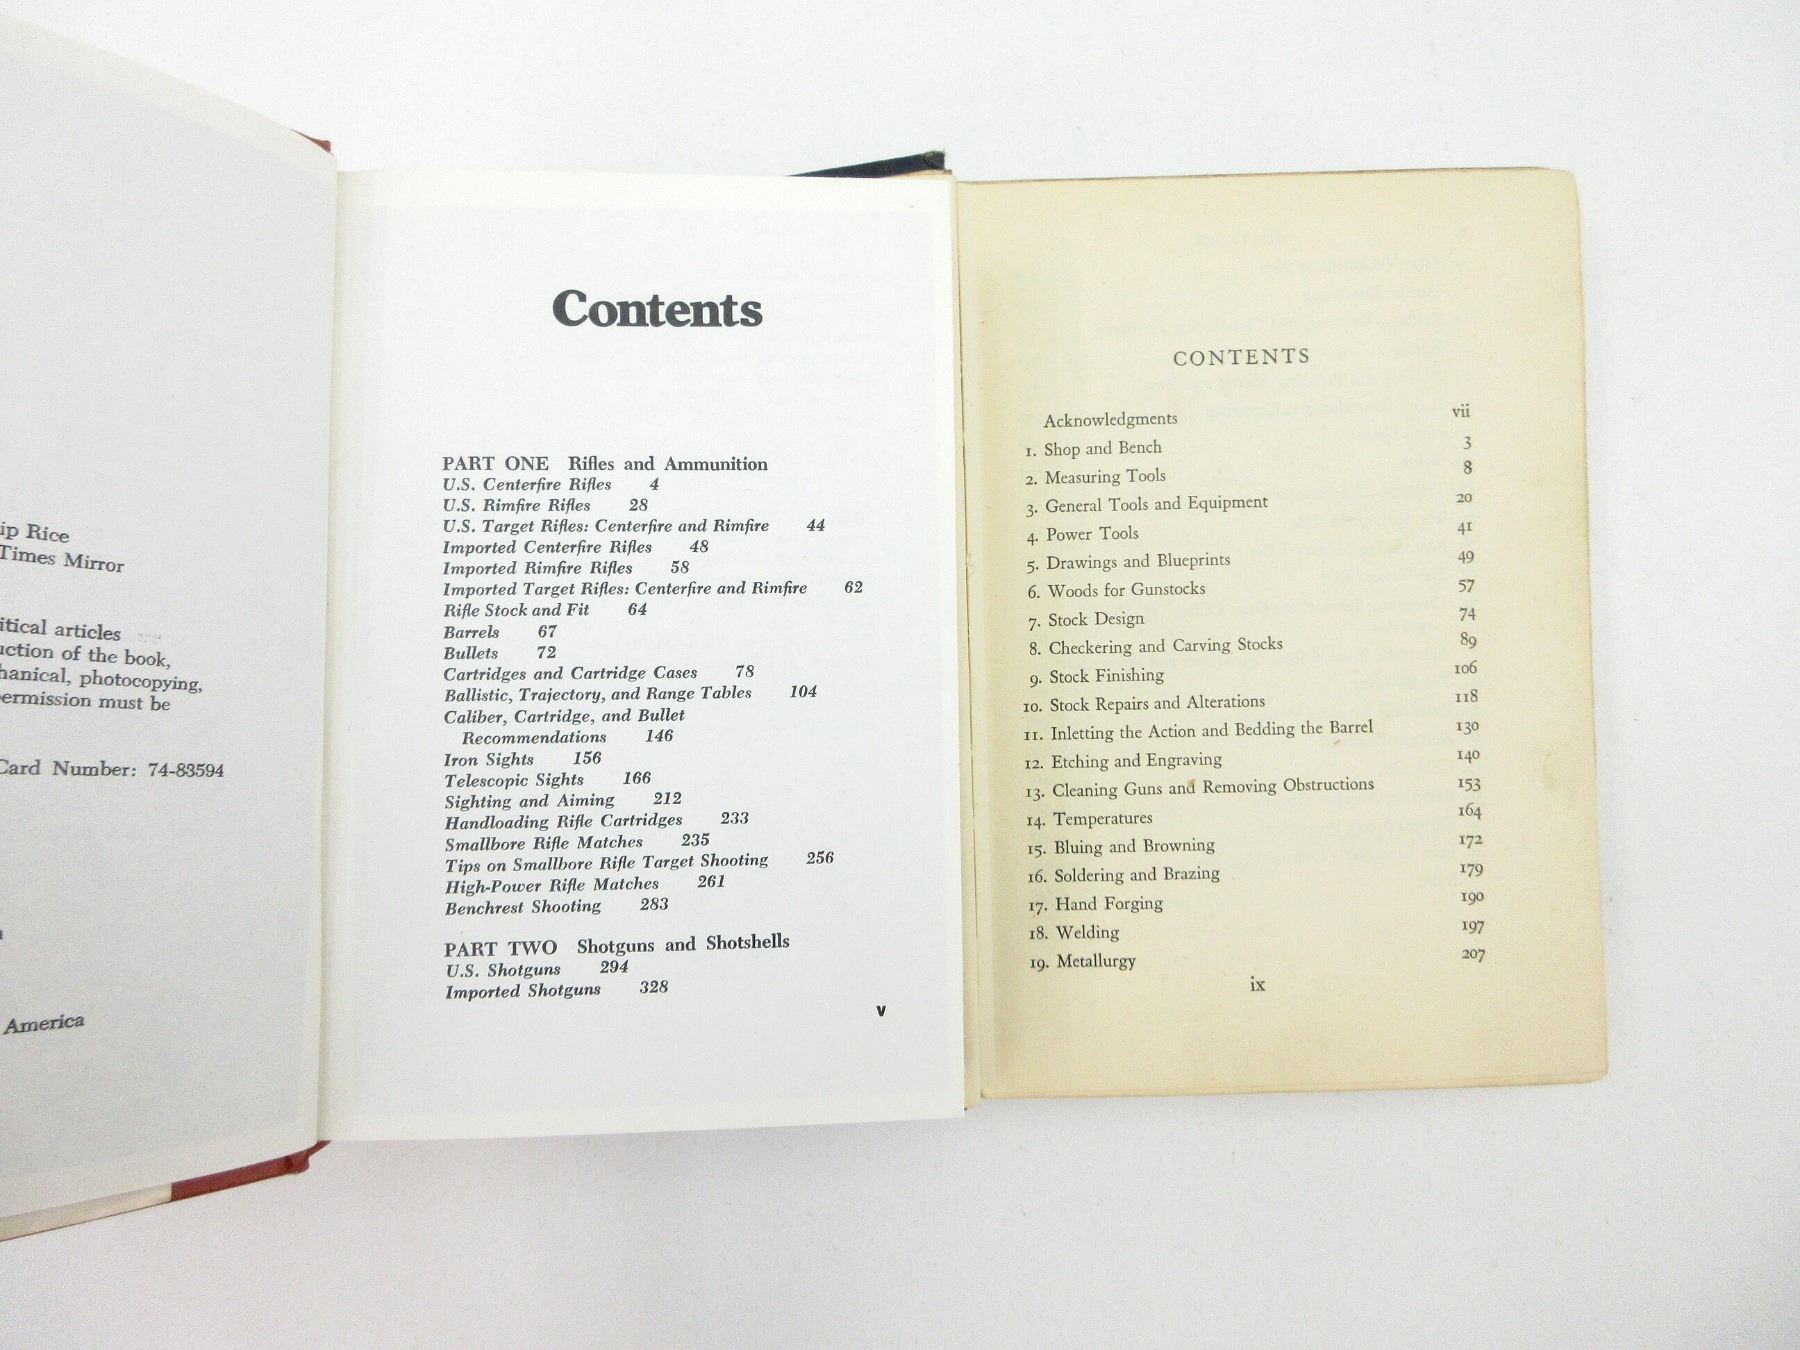 ip Rice
Times Mirror
itical articles
uction of the book,
hanical, photocopying,
ermission must be
Card Number: 74-83594
America
Contents
PART ONE Rifles and Ammunition
U.S. Centerfire Rifles 4
U.S. Rimfire Rifles 28
U.S. Target Rifles: Centerfire and Rimfire 44
Imported Centerfire Rifles 48
Imported Rimfire Rifles 58
Imported Target Rifles: Centerfire and Rimfire 62
Rifle Stock and Fit 64
Barrels 67
Bullets 72
Cartridges and Cartridge Cases 78
Ballistic, Trajectory, and Range Tables 104
Caliber, Cartridge, and Bullet
Recommendations 146
Iron Sights 156
Telescopic Sights 166
Sighting and Aiming 212
Handloading Rifle Cartridges 233
Smallbore Rifle Matches 235
Tips on Smallbore Rifle Target Shooting 256
High-Power Rifle Matches 261
Benchrest Shooting 283
PART TWO Shotguns and Shotshells
U.S. Shotguns 294
Imported Shotguns 328
v
CONTENTS
Acknowledgments vii
1. Shop and Bench 3
2. Measuring Tools 8
3. General Tools and Equipment 20
4. Power Tools 41
5. Drawings and Blueprints 49
6. Woods for Gunstocks 57
7. Stock Design 74
8. Checkering and Carving Stocks 89
9. Stock Finishing 106
10. Stock Repairs and Alterations 118
11. Inletting the Action and Bedding the Barrel 130
12. Etching and Engraving 140
13. Cleaning Guns and Removing Obstructions 153
14. Temperatures 164
15. Bluing and Browning 172
16. Soldering and Brazing 179
17. Hand Forging 190
18. Welding 197
19. Metallurgy 207
ix